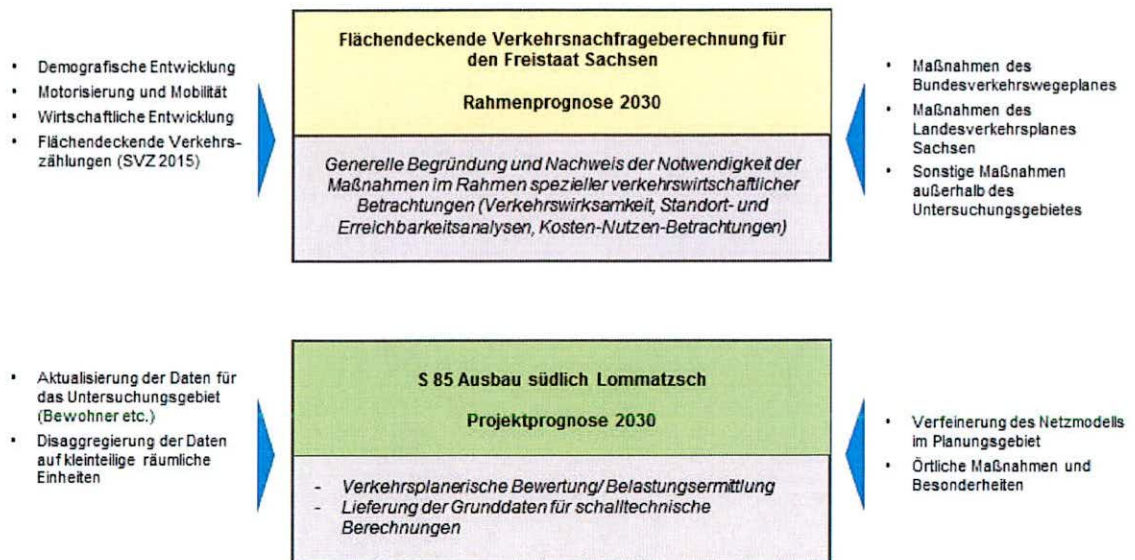 • Demografische Entwicklung
• Motorisierung und Mobilität
• Wirtschaftliche Entwicklung
• Flächendeckende Verkehrs-
zählungen (SVZ 2015)
Flächendeckende Verkehrsnachfrageberechnung für
den Freistaat Sachsen
Rahmenprognose 2030
Generelle Begründung und Nachweis der Notwendigkeit der
Maßnahmen im Rahmen spezieller verkehrswirtschaftlicher
Betrachtungen (Verkehrswirksamkeit, Standort- und
Erreichbarkeitsanalysen, Kosten-Nutzen-Betrachtungen)
• Maßnahmen des
Bundesverkehrswegeplanes
• Maßnahmen des
Landesverkehrsplanes
Sachsen
• Sonstige Maßnahmen
außerhalb des
Untersuchungsgebietes
• Aktualisierung der Daten für
das Untersuchungsgebiet
(Bewohner etc.)
• Disaggregierung der Daten
auf kleinteilige räumliche
Einheiten
S 85 Ausbau südlich Lommatzsch
Projektprognose 2030
- Verkehrsplanerische Bewertung/Belastungsermittlung
- Lieferung der Grunddaten für schalltechnische
Berechnungen
• Verfeinerung des Netzmodells
im Planungsgebiet
• Örtliche Maßnahmen und
Besonderheiten